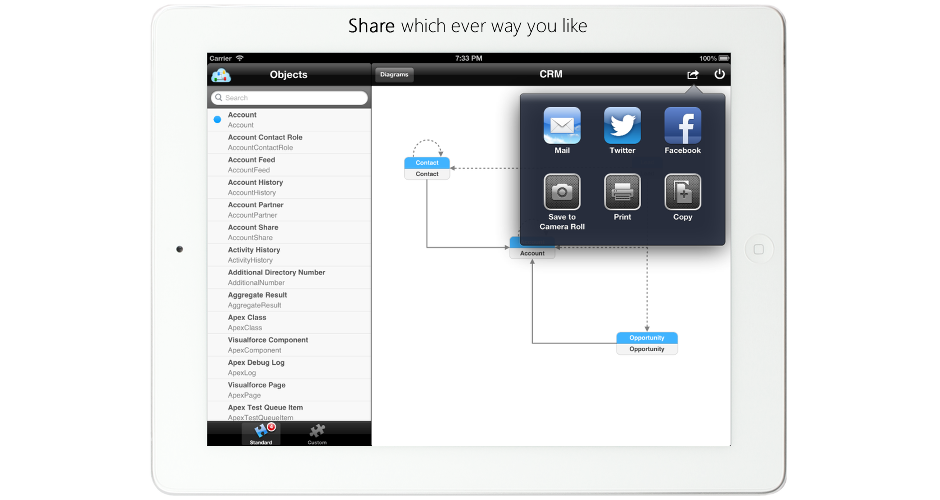 Share which ever way you like
Carrier
7:33 PM
100%
Objects
Diagrams
CRM
Search
Account
Account
Account Contact Role
AccountContactRole
Account Feed
AccountFeed
Account History
AccountHistory
Account Partner
AccountPartner
Account Share
AccountShare
Activity History
ActivityHistory
Additional Directory Number
AdditionalNumber
Aggregate Result
AggregateResult
Apex Class
ApexClass
Visualforce Component
ApexComponent
Apex Debug Log
ApexLog
Visualforce Page
ApexPage
Apex Test Queue Item
ApexTestQueueItem
4
Standard
Custom
Contact
Contact
Account
Opportunity
Opportunity
Mail
Twitter
Facebook
Save to
Camera Roll
Print
Copy